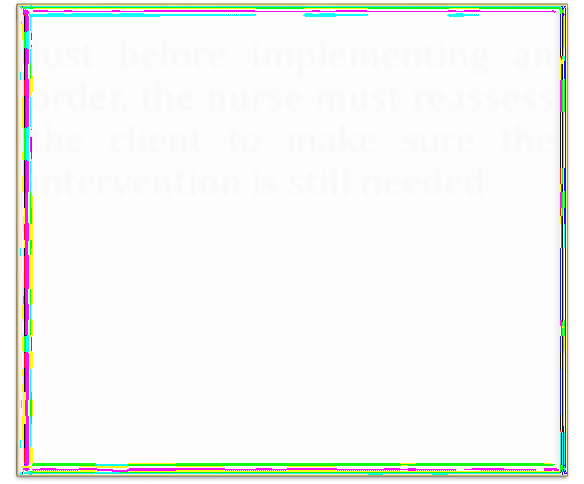 ust before implementing an
order, the nurse must reassess
he client to make sure the
ntervention is still needed